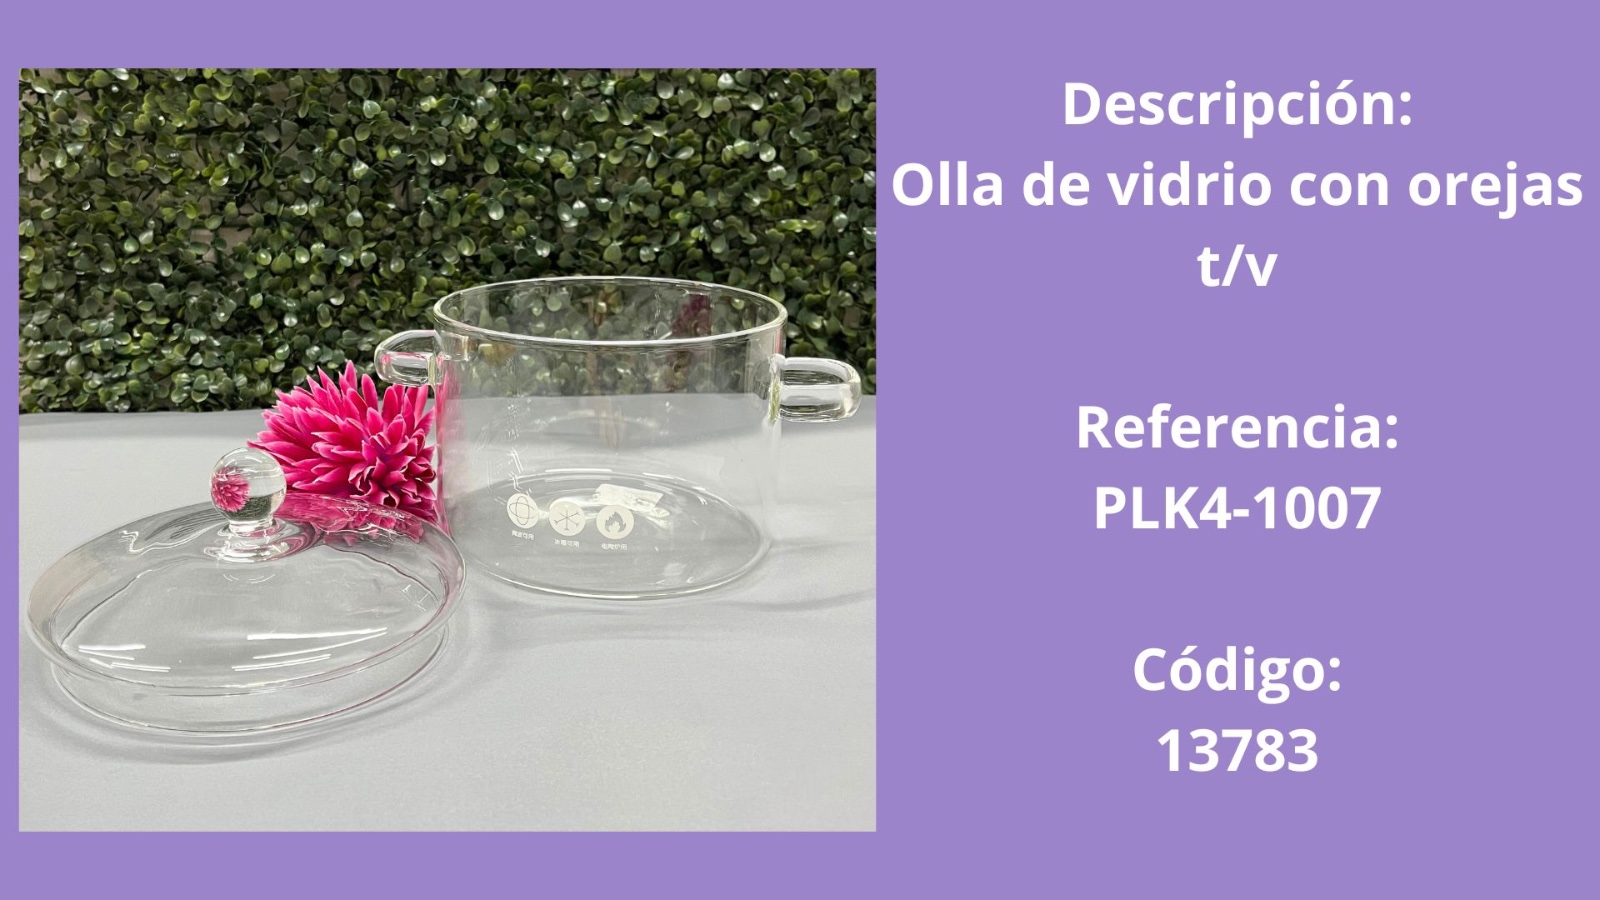 Descripción:
Olla de vidrio con orejas
t/v
Referencia:
PLK4-1007
Código:
13783